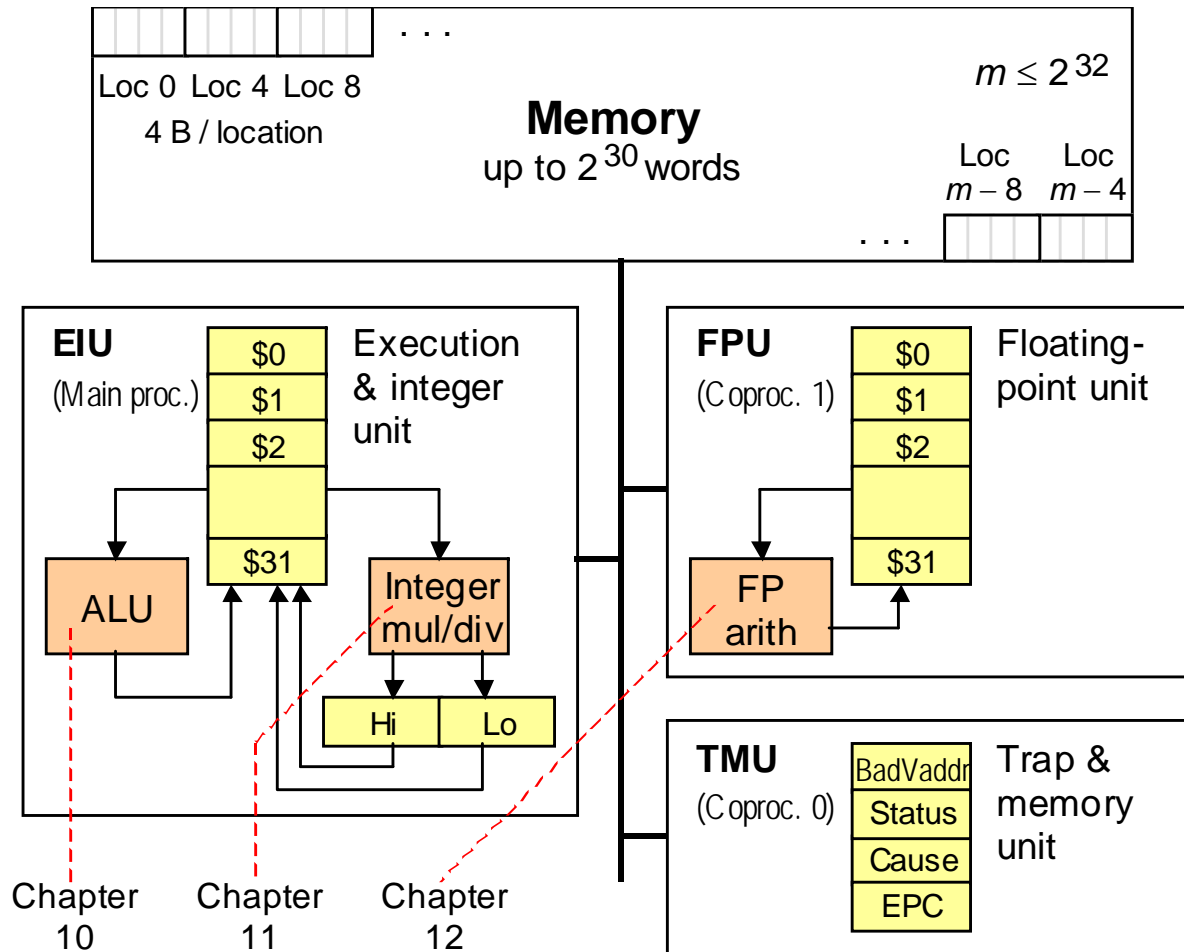 . . .
Loc 0 Loc 4 Loc 8
4 B / location
m ≤ 2^32
Memory
up to 2^30 words
Loc
m – 8
Loc
m – 4
. . .
EIU
(Main proc.)
$0
$1
$2
$31
Execution
& integer
unit
ALU
Integer
mul/div
Hi
Lo
FPU
(Coproc. 1)
$0
$1
$2
$31
Floating-
point unit
FP
arith
TMU
(Coproc. 0)
BadVaddr
Status
Cause
EPC
Trap &
memory
unit
Chapter
10
Chapter
11
Chapter
12